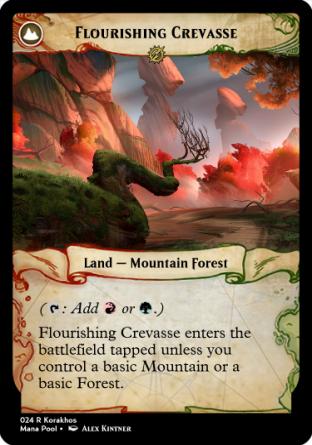 Flourishing Crevasse
Land — Mountain Forest
(: Add or .)
Flourishing Crevasse enters the
battlefield tapped unless you
control a basic Mountain or a
basic Forest.
024 R Korakhos
Mana Pool • Alex Kintner